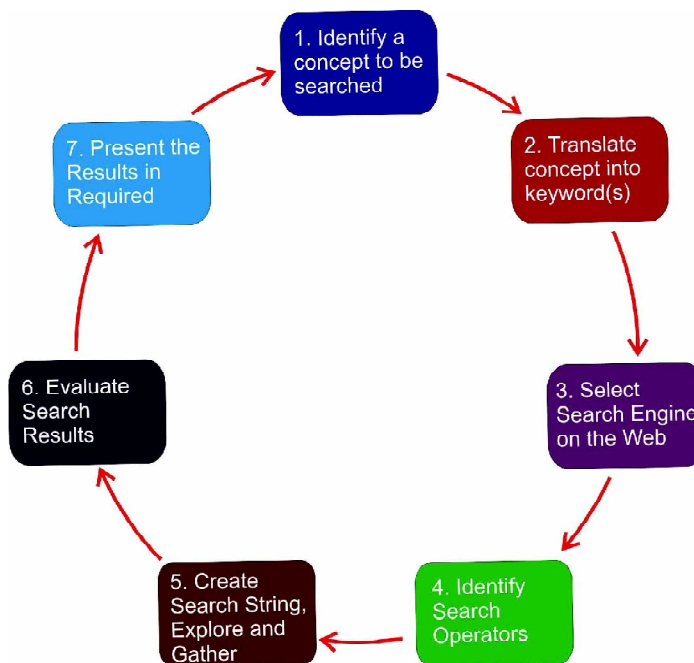 1. Identify a
concept to be
searched
2. Translate
concept into
keyword(s)
3. Select
Search Engine
on the Web
4. Identify
Search
Operators
5. Create
Search String,
Explore and
Gather
6. Evaluate
Search
Results
7. Present the
Results in
Required